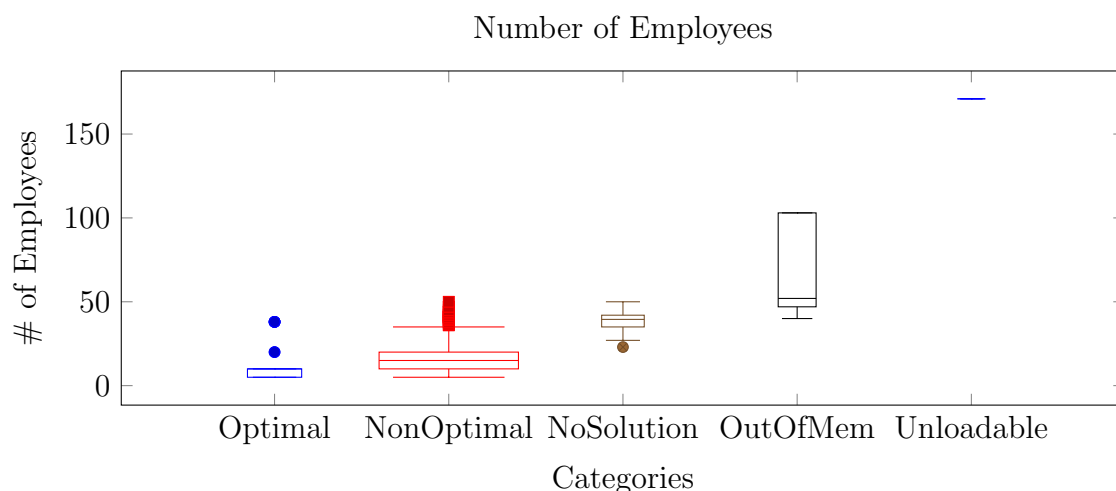 Number of Employees
# of Employees
150
100
50
0
Optimal NonOptimal NoSolution OutOfMem Unloadable
Categories